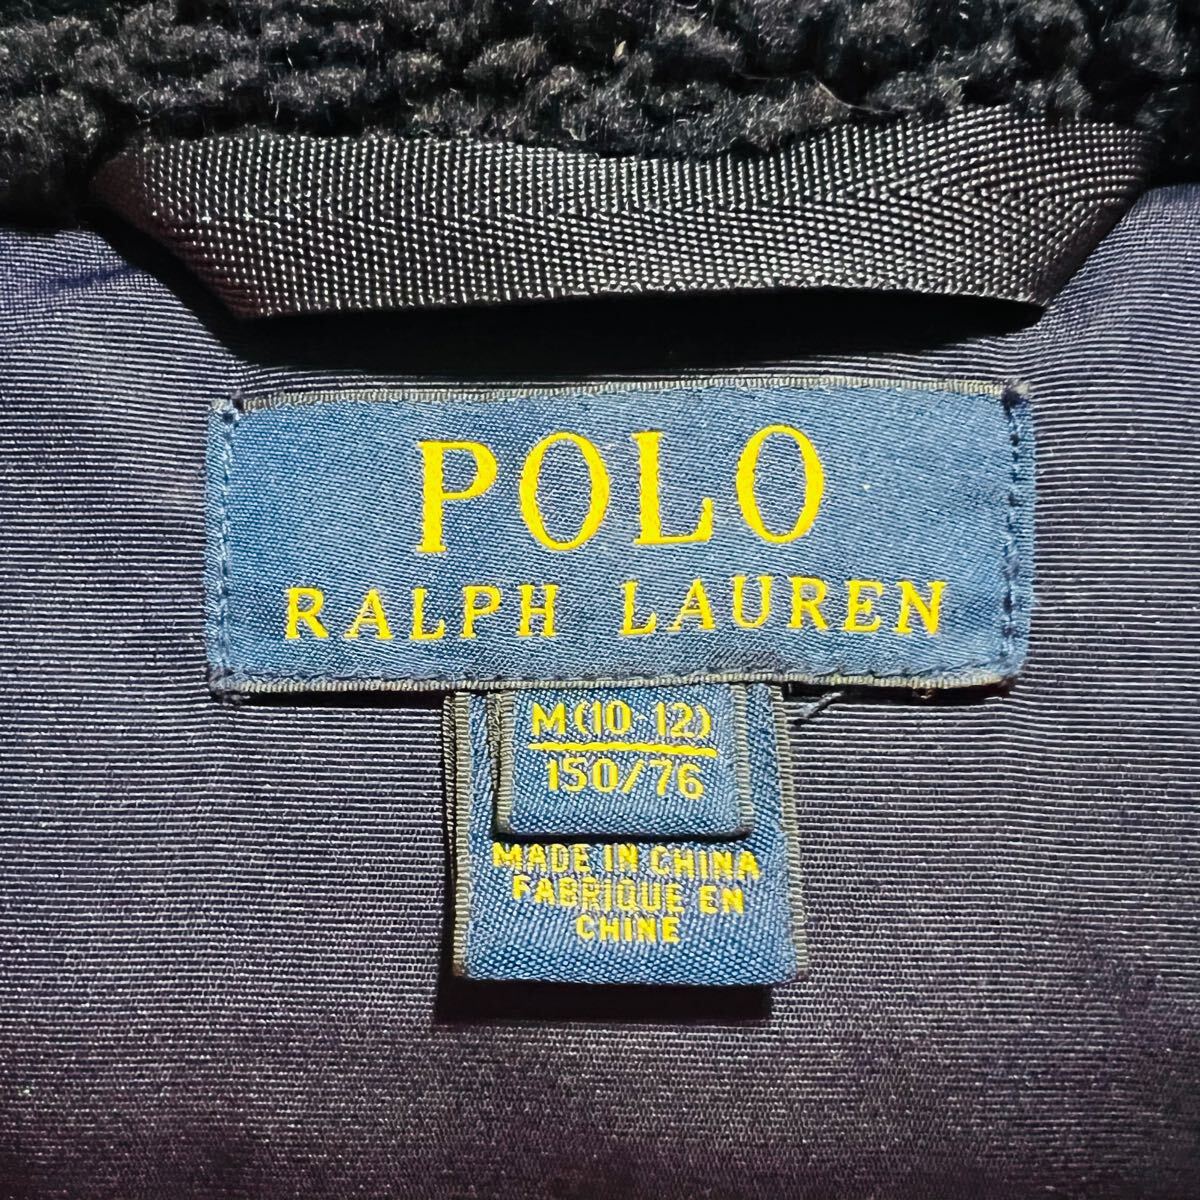 POLO
RALPH LAUREN
M(10-12)
150/76
MADE IN CHINA
FABRIQUE EN
CHINE